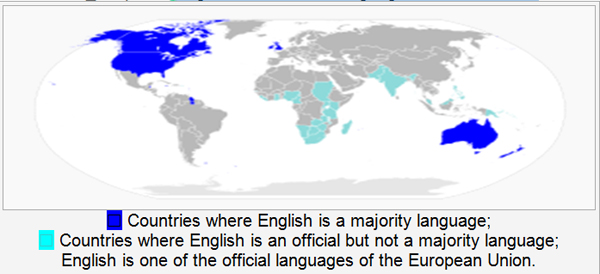 Countries where English is a majority language;
Countries where English is an official but not a majority language;
English is one of the official languages of the European Union.